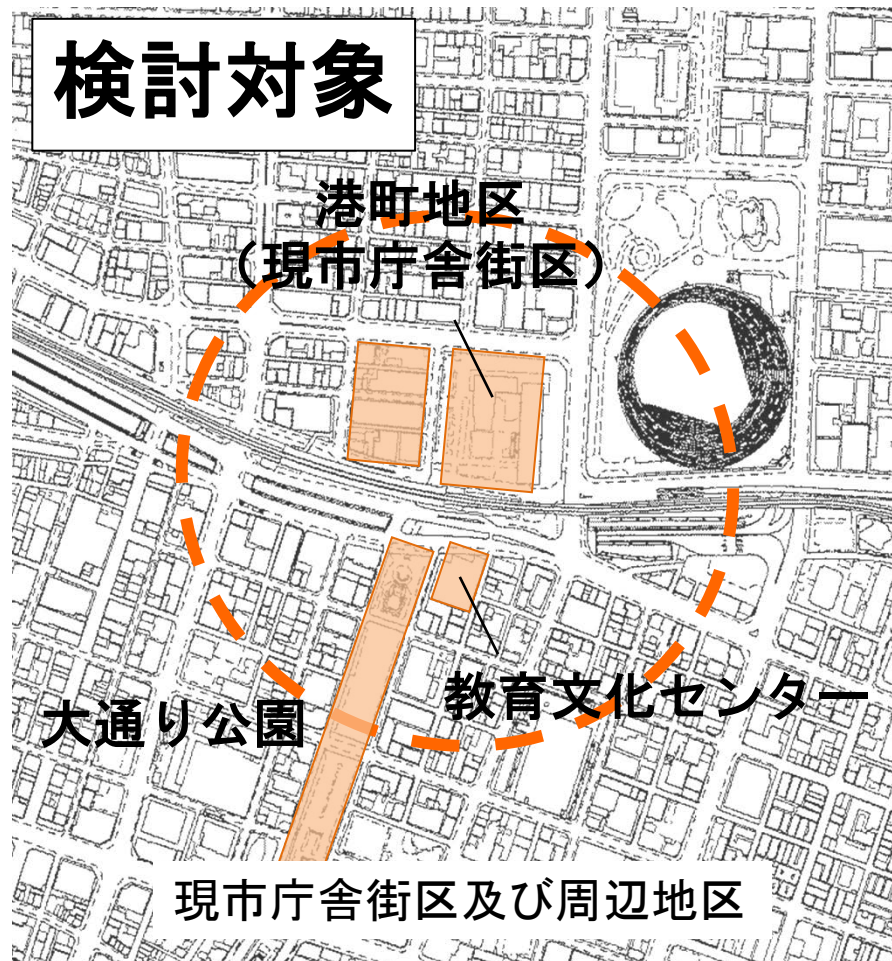 検討対象
港町地区
（現市庁舎街区）
教育文化センター
大通り公園
現市庁舎街区及び周辺地区